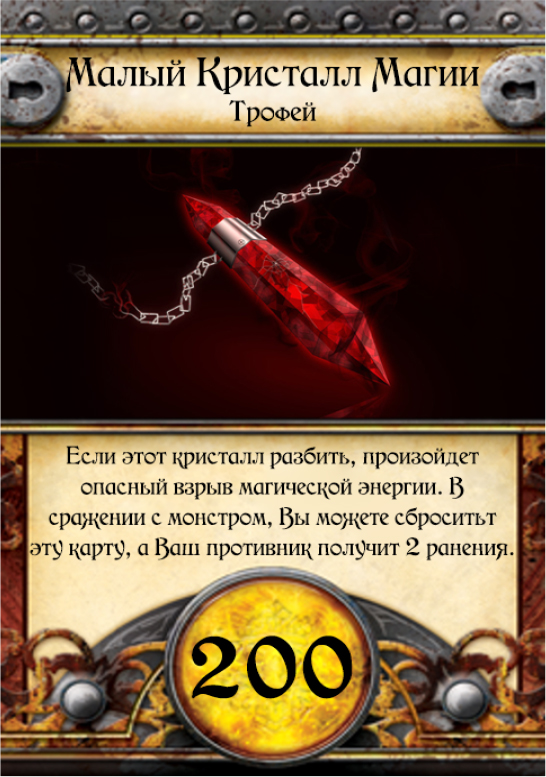 Малый Кристалл Магии
Трофей
Если этот кристалл разбить, произойдет
опасный взрыв магической энергии. В
сражении с монстром, Вы можете сброситьт
эту карту, а Ваш противник получит 2 ранения.
200